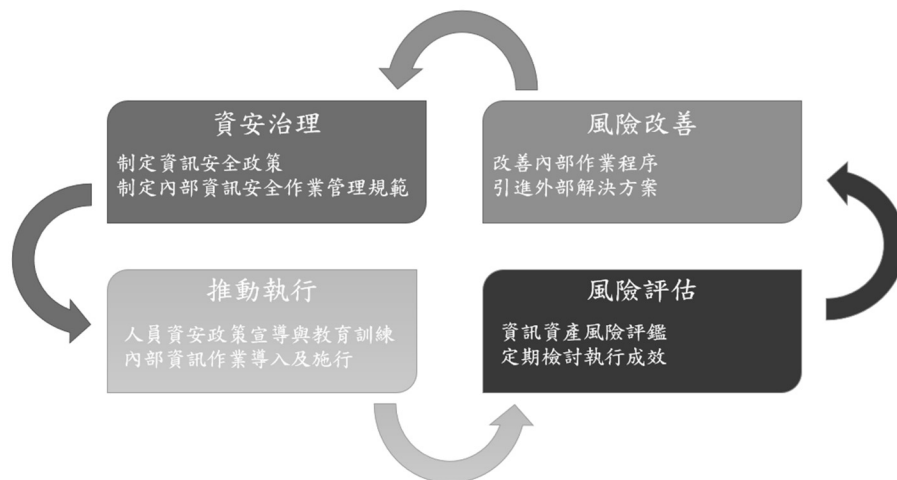 資安治理
制定資訊安全政策
制定內部資訊安全作業管理規範
風險改善
改善內部作業程序
引進外部解決方案
推動執行
人員資安政策宣導與教育訓練
內部資訊作業導入及施行
風險評估
資訊資產風險評鑑
定期檢討執行成效